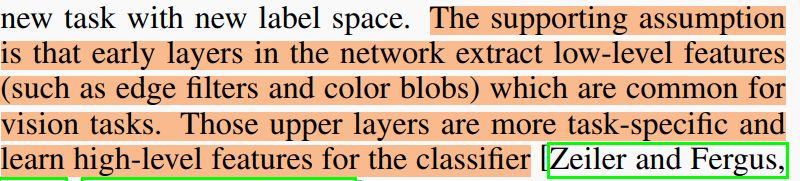 new task with new label space. The supporting assumption
is that early layers in the network extract low-level features
(such as edge filters and color blobs) which are common for
vision tasks. Those upper layers are more task-specific and
learn high-level features for the classifier [Zeiler and Fergus,